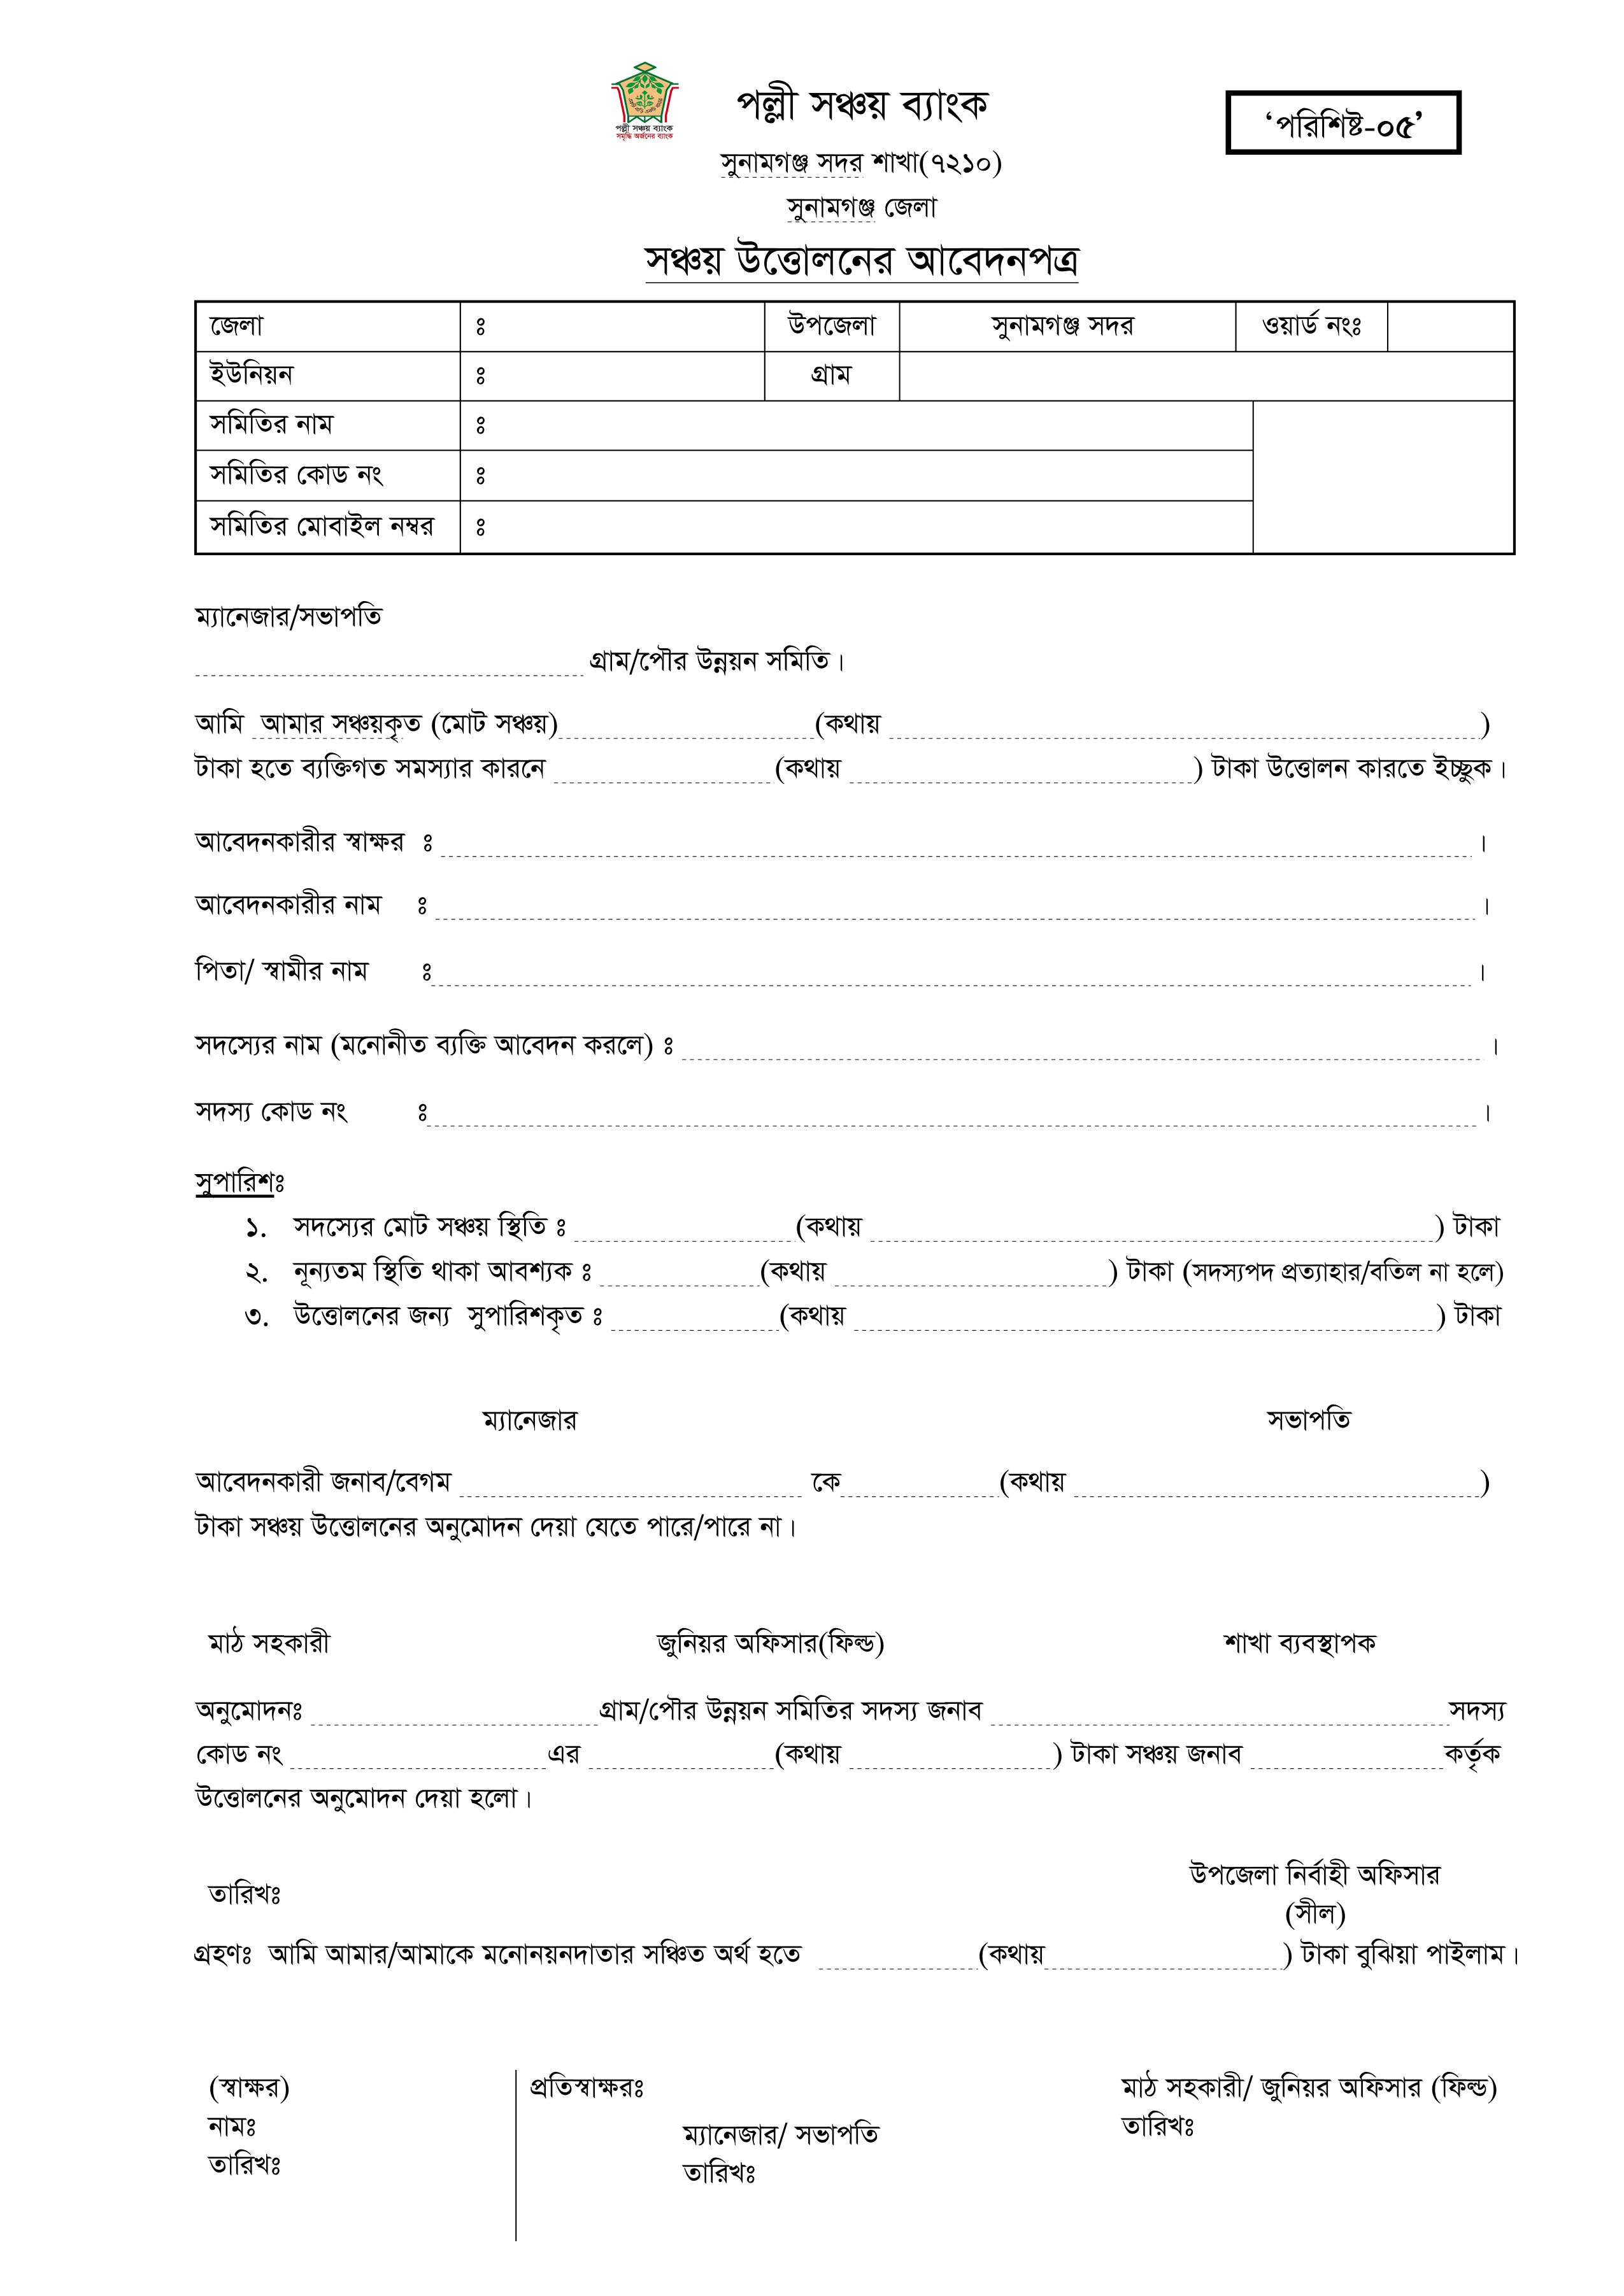 পল্লী সঞ্চয় ব্যাংক
সমৃদ্ধি অর্জনের ব্যাংক
পল্লী সঞ্চয় ব্যাংক
‘পরিশিষ্ট-০৫’
সুনামগঞ্জ সদর শাখা(৭২১০)
সুনামগঞ্জ জেলা
সঞ্চয় উত্তোলনের আবেদনপত্র
জেলা ঃ উপজেলা সুনামগঞ্জ সদর ওয়ার্ড নংঃ
ইউনিয়ন ঃ গ্রাম
সমিতির নাম ঃ
সমিতির কোড নং ঃ
সমিতির মোবাইল নম্বর ঃ
ম্যানেজার/সভাপতি
গ্রাম/পৌর উন্নয়ন সমিতি।
আমি আমার সঞ্চয়কৃত (মোট সঞ্চয়) (কথায় )
টাকা হতে ব্যক্তিগত সমস্যার কারনে (কথায় ) টাকা উত্তোলন কারতে ইচ্ছুক।
আবেদনকারীর স্বাক্ষর ঃ ।
আবেদনকারীর নাম ঃ ।
পিতা/ স্বামীর নাম ঃ ।
সদস্যের নাম (মনোনীত ব্যক্তি আবেদন করলে) ঃ ।
সদস্য কোড নং ঃ ।
সুপারিশঃ
১. সদস্যের মোট সঞ্চয় স্থিতি ঃ (কথায় ) টাকা
২. নূন্যতম স্থিতি থাকা আবশ্যক ঃ (কথায় ) টাকা (সদস্যপদ প্রত্যাহার/বতিল না হলে)
৩. উত্তোলনের জন্য সুপারিশকৃত ঃ (কথায় ) টাকা
ম্যানেজার সভাপতি
আবেদনকারী জনাব/বেগম কে (কথায় )
টাকা সঞ্চয় উত্তোলনের অনুমোদন দেয়া যেতে পারে/পারে না।
মাঠ সহকারী জুনিয়র অফিসার(ফিল্ড) শাখা ব্যবস্থাপক
অনুমোদনঃ গ্রাম/পৌর উন্নয়ন সমিতির সদস্য জনাব সদস্য
কোড নং এর (কথায় ) টাকা সঞ্চয় জনাব কর্তৃক
উত্তোলনের অনুমোদন দেয়া হলো।
উপজেলা নির্বাহী অফিসার
তারিখঃ
(সীল)
গ্রহণঃ আমি আমার/আমাকে মনোনয়নদাতার সঞ্চিত অর্থ হতে (কথায় ) টাকা বুঝিয়া পাইলাম।
(স্বাক্ষর) প্রতিস্বাক্ষরঃ মাঠ সহকারী/ জুনিয়র অফিসার (ফিল্ড)
নামঃ ম্যানেজার/ সভাপতি তারিখঃ
তারিখঃ তারিখঃ